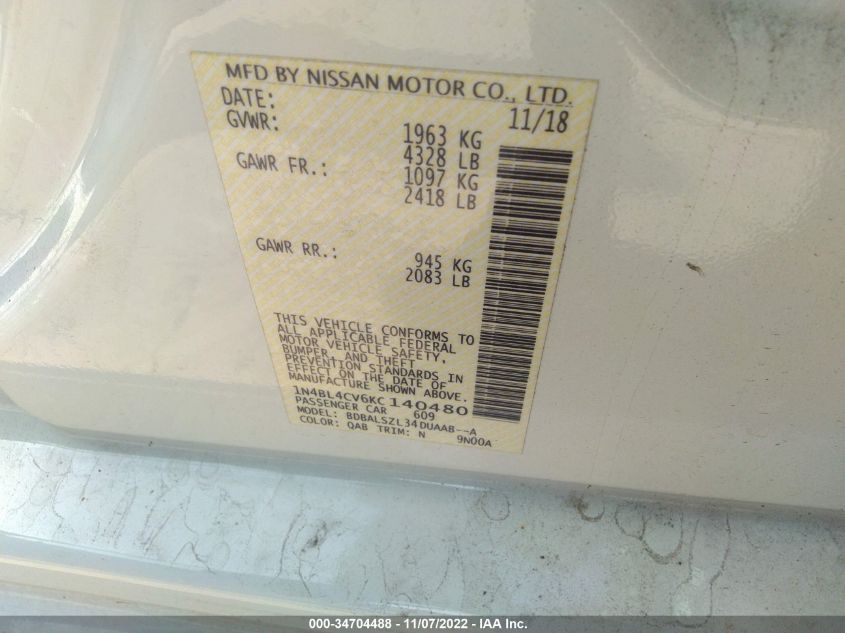 MFD BY NISSAN MOTOR CO., LTD.
DATE: 11/18
GVWR: 1963 KG
4328 LB
GAWR FR.: 1097 KG
2418 LB
GAWR RR.: 945 KG
2083 LB
THIS VEHICLE CONFORMS TO
ALL APPLICABLE FEDERAL
MOTOR VEHICLE SAFETY,
BUMPER, AND THEFT
PREVENTION STANDARDS IN
EFFECT ON THE DATE OF
MANUFACTURE SHOWN ABOVE.
1N4BL4CV6KC140480
PASSENGER CAR 609
MODEL: BDBALSZL34DUAAB--A
COLOR: QAB TRIM: N 9N00A
000-34704488 - 11/07/2022 - IAA Inc.